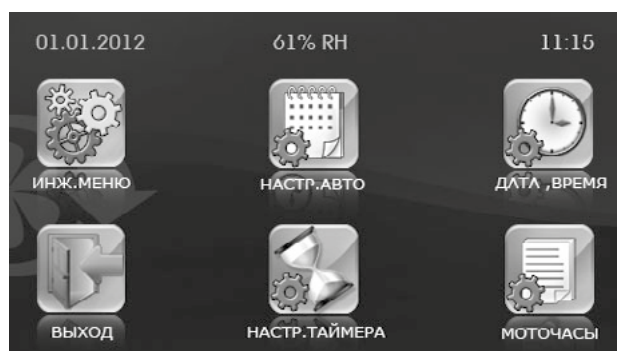 01.01.2012 61% RH 11:15
ИНЖ.МЕНЮ НАСТР.АВТО ДАТА ,ВРЕМЯ
ВЫХОД НАСТР.ТАЙМЕРА МОТОЧАСЫ